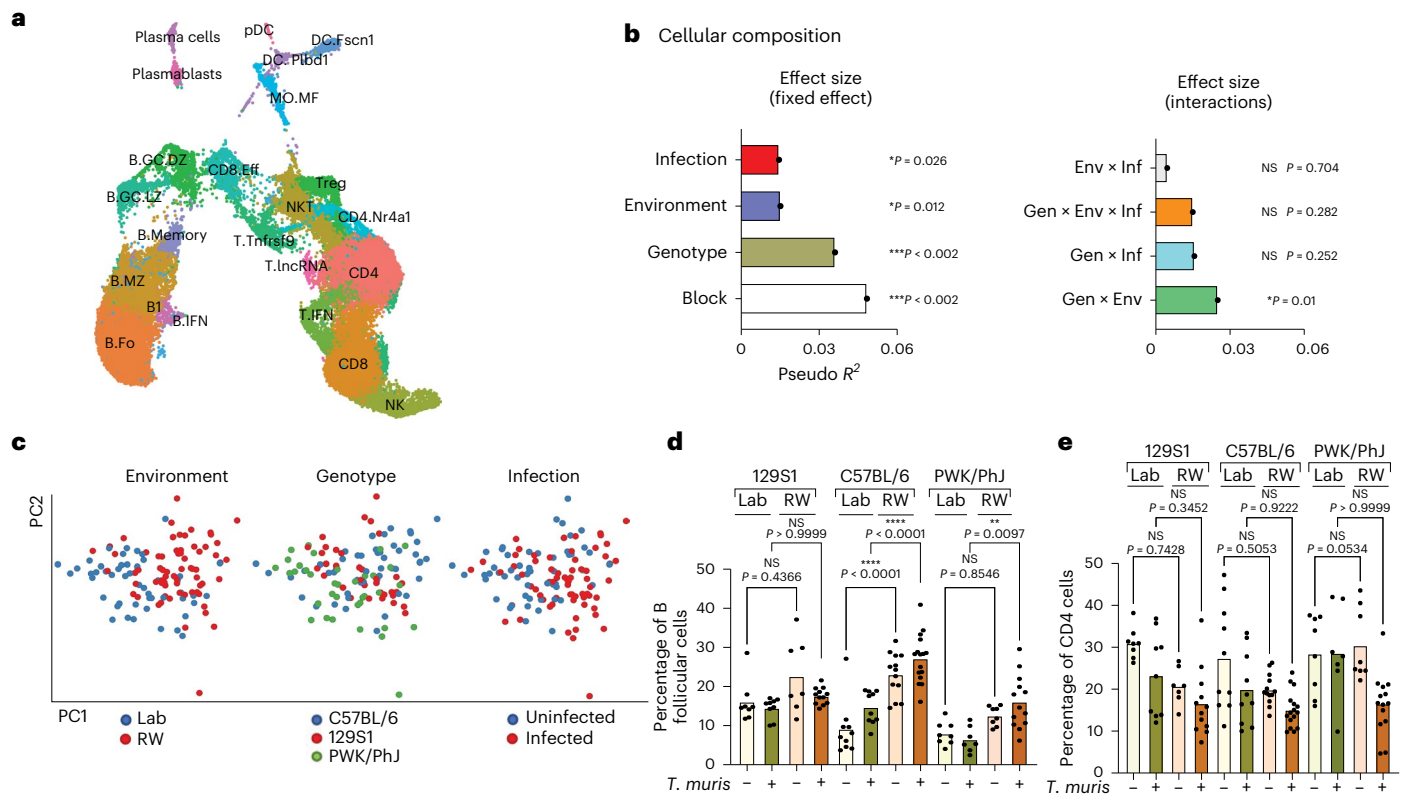 a
Plasma cells
pDC
DC.Fscn1
DC. Plbd1
Plasmablasts
MO.MF
B.GC.DZ
CD8.Eff
Treg
B.GC.LZ
NKT
CD4.Nr4a1
B.Memory
T.Tnfrsf9
T.lncRNA
CD4
B.MZ
B1
B.IFN
T.IFN
B.Fo
CD8
NK
b Cellular composition
Effect size
(fixed effect)
Infection *P = 0.026
Environment *P = 0.012
Genotype ***P < 0.002
Block ***P < 0.002
0 0.03 0.06
Pseudo R2
Effect size
(interactions)
Env × Inf NS P = 0.704
Gen × Env × Inf NS P = 0.282
Gen × Inf NS P = 0.252
Gen × Env *P = 0.01
0 0.03 0.06
c
Environment Genotype Infection
PC2
PC1
Lab
RW
C57BL/6
129S1
PWK/PhJ
Uninfected
Infected
d
129S1 C57BL/6 PWK/PhJ
Lab RW Lab RW Lab RW
NS **** **
P > 0.9999 P < 0.0001 P = 0.0097
NS **** NS
P = 0.4366 P < 0.0001 P = 0.8546
Percentage of B
follicular cells
50
40
30
20
10
0
T. muris – + – + – + – + – + – +
e
129S1 C57BL/6 PWK/PhJ
Lab RW Lab RW Lab RW
NS NS NS
P = 0.3452 P = 0.9222 P > 0.9999
NS NS NS
P = 0.7428 P = 0.5053 P = 0.0534
Percentage of CD4 cells
50
40
30
20
10
0
– + – + – + – + – + – +